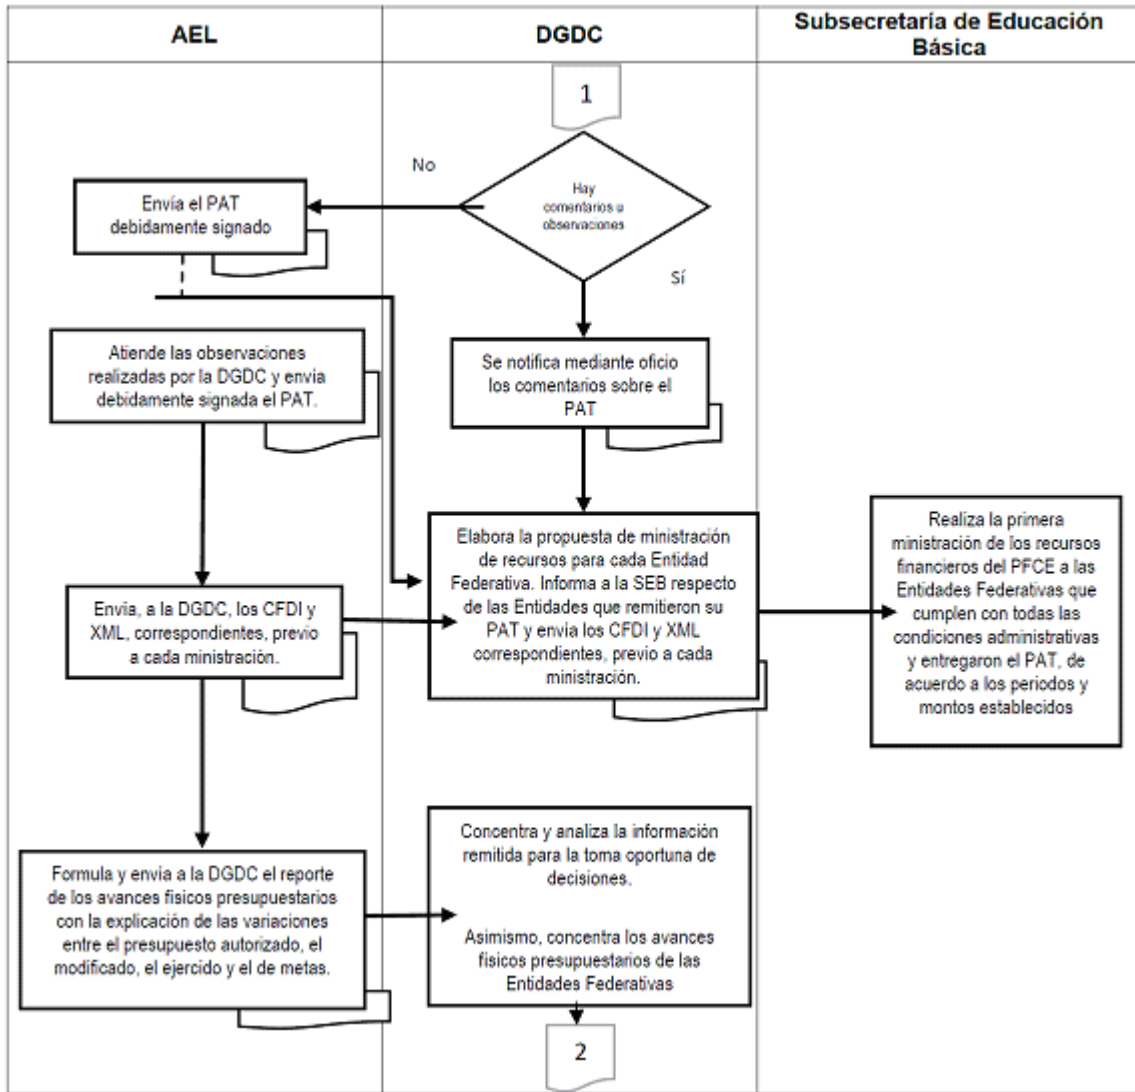 AEL
DGDC
Subsecretaría de Educación
Básica
1
No
Hay
comentarios u
observaciones
Sí
Envía el PAT
debidamente signado
Atiende las observaciones
realizadas por la DGDC y envía
debidamente signada el PAT.
Se notifica mediante oficio
los comentarios sobre el
PAT
Envia, a la DGDC, los CFDI y
XML, correspondientes, previo
a cada ministración.
Elabora la propuesta de ministración
de recursos para cada Entidad
Federativa. Informa a la SEB respecto
de las Entidades que remitieron su
PAT y envía los CFDI y XML
correspondientes, previo a cada
ministración.
Realiza la primera
ministración de los recursos
financieros del PFCE a las
Entidades Federativas que
cumplen con todas las
condiciones administrativas
y entregaron el PAT, de
acuerdo a los periodos y
montos establecidos
Formula y envia a la DGDC el reporte
de los avances físicos presupuestarios
con la explicación de las variaciones
entre el presupuesto autorizado, el
modificado, el ejercido y el de metas.
Concentra y analiza la información
remitida para la toma oportuna de
decisiones.
Asimismo, concentra los avances
físicos presupuestarios de las
Entidades Federativas
2